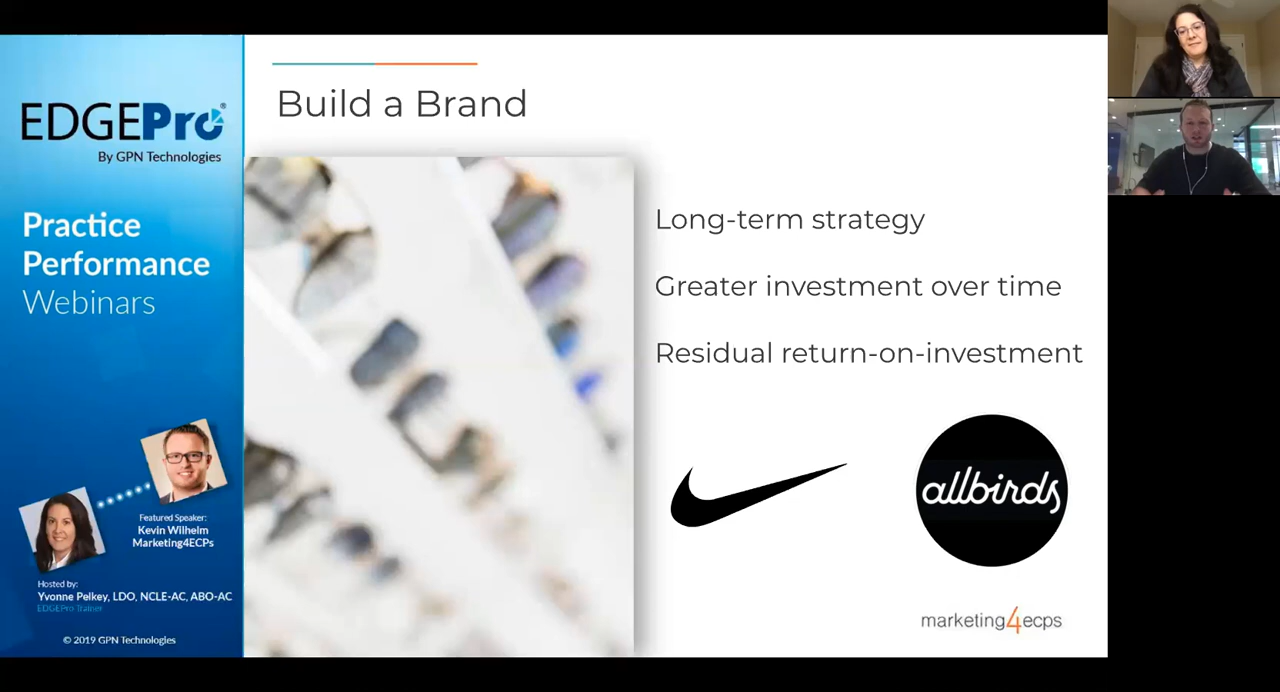 EDGEPro®
By GPN Technologies
Practice
Performance
Webinars
Featured Speaker:
Kevin Wilhelm
Marketing4ECPs
Hosted by:
Yvonne Pelkey, LDO, NCLE-AC, ABO-AC
EDGEPro Trainer
© 2019 GPN Technologies
Build a Brand
Long-term strategy
Greater investment over time
Residual return-on-investment
allbirds
marketing4ecps